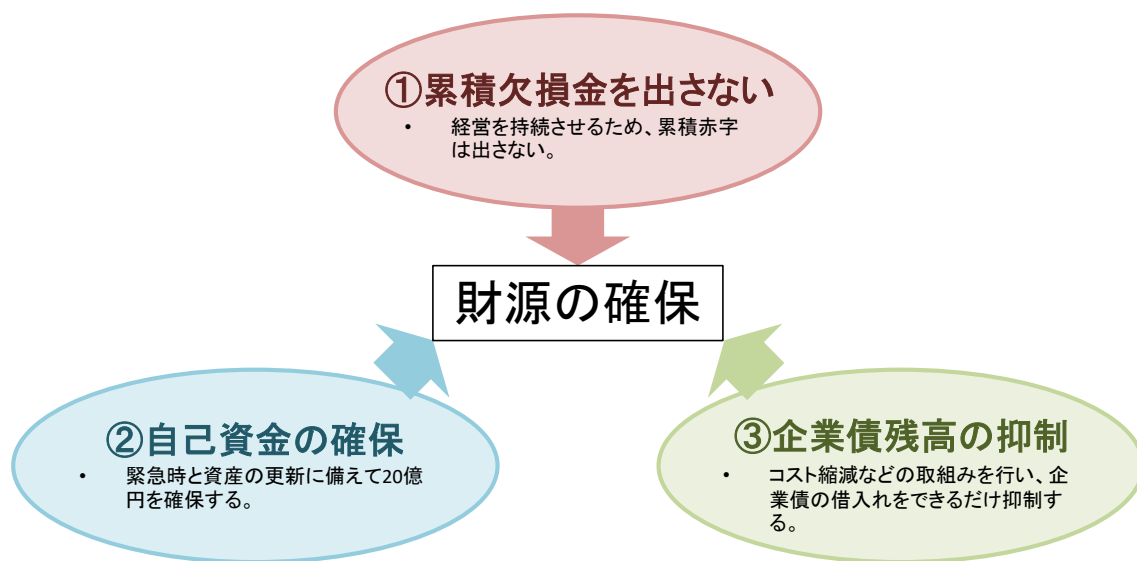 ①累積欠損金を出さない
• 経営を持続させるため、累積赤字
は出さない。
財源の確保
②自己資金の確保
• 緊急時と資産の更新に備えて20億
円を確保する。
③企業債残高の抑制
• コスト縮減などの取組みを行い、企
業債の借入れをできるだけ抑制す
る。